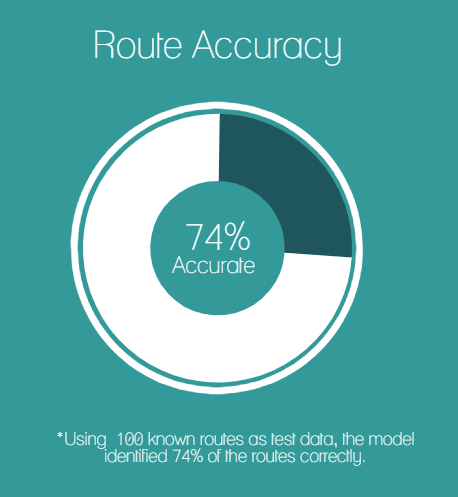 Route Accuracy
74%
Accurate
*Using 100 known routes as test data, the model
identified 74% of the routes correctly.